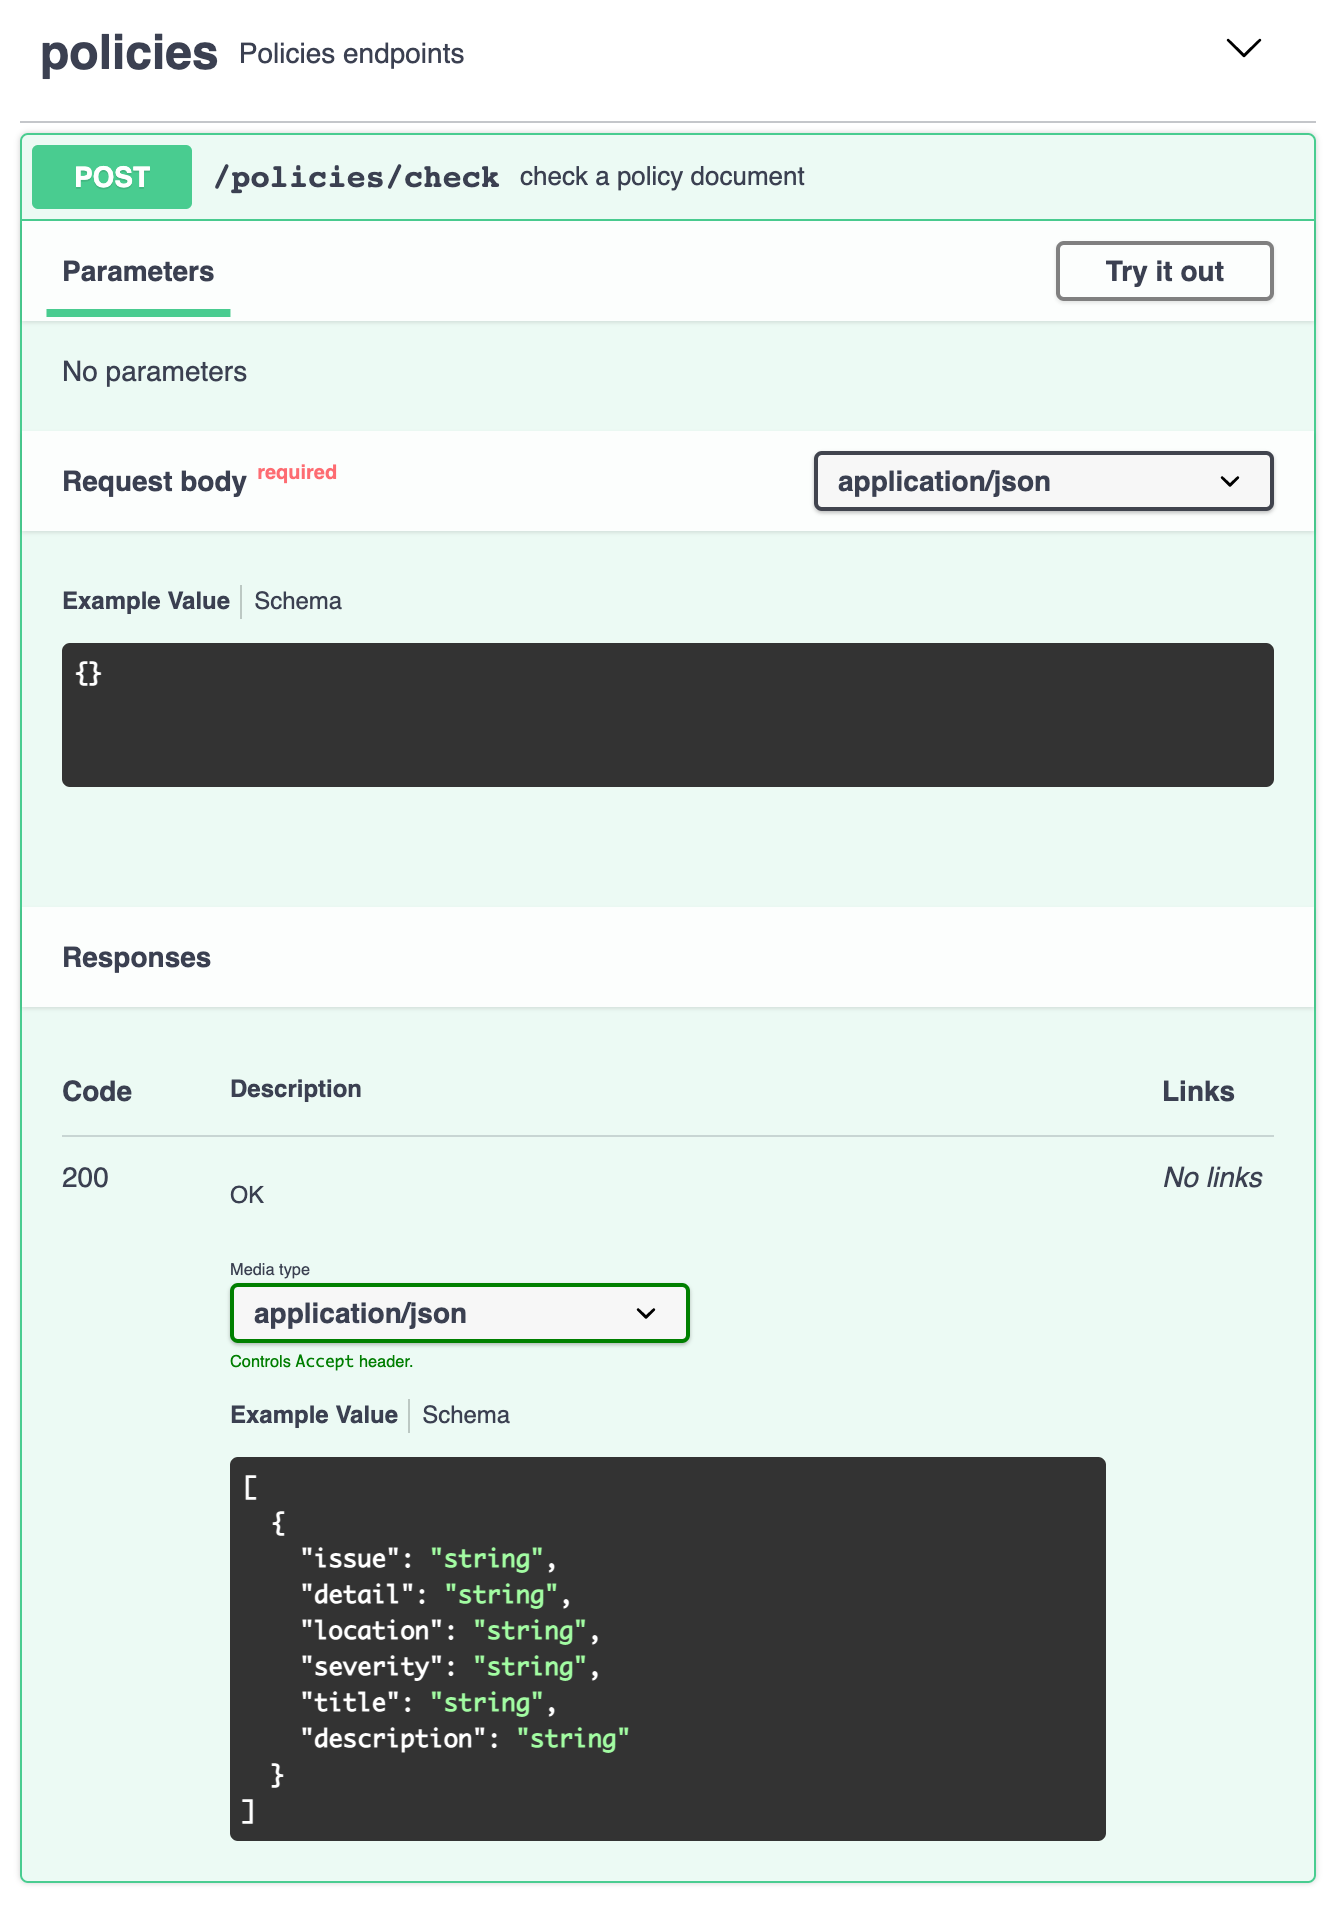 policies Policies endpoints
POST /policies/check check a policy document
Parameters Try it out
No parameters
Request body required application/json
Example Value Schema
{}
Responses
Code Description Links
200 OK No links
Media type
application/json
Controls Accept header.
Example Value Schema
[
  {
    "issue": "string",
    "detail": "string",
    "location": "string",
    "severity": "string",
    "title": "string",
    "description": "string"
  }
]